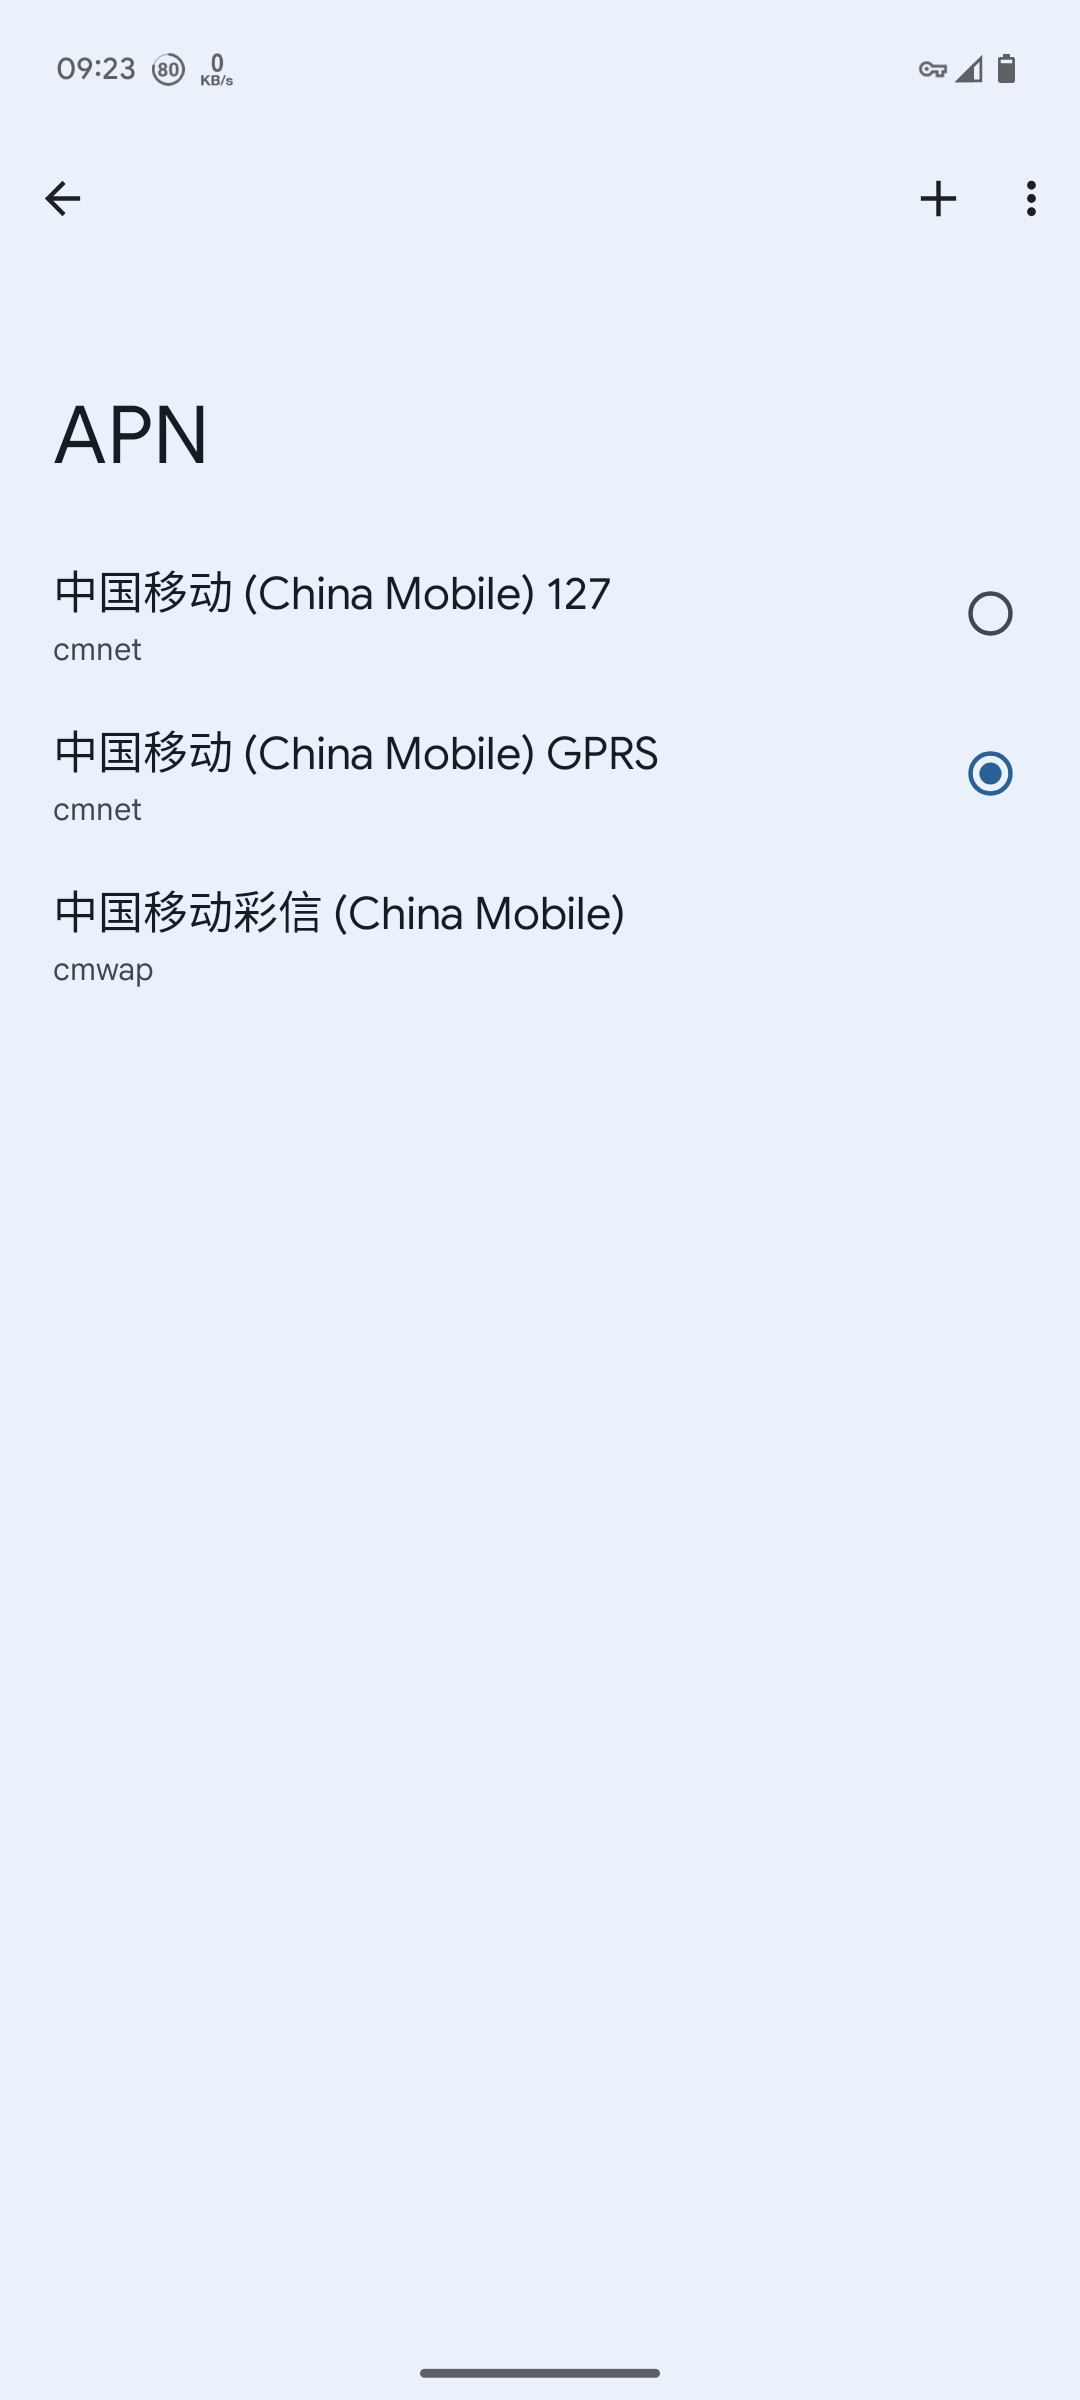 09:23 80 0 KB/s
APN
中国移动 (China Mobile) 127
cmnet
中国移动 (China Mobile) GPRS
cmnet
中国移动彩信 (China Mobile)
cmwap